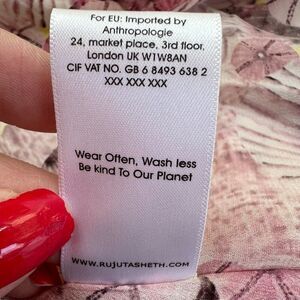 For EU: Imported by
Anthropologie
24, market place, 3rd floor,
London UK W1W8AN
CIF VAT NO. GB 6 8493 638 2
XXX XXX XXX
Wear Often, Wash less
Be kind To Our Planet
WWW.RUJUTASHETH.COM